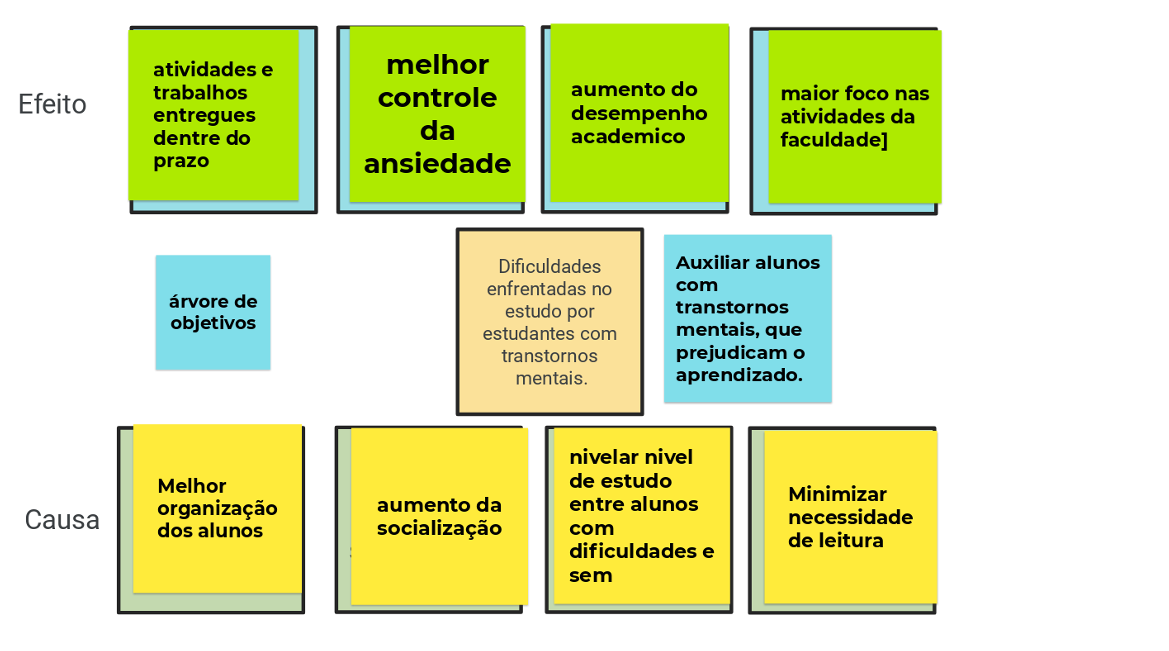 Efeito
atividades e
trabalhos
entregues
dentre do
prazo
melhor
controle
da
ansiedade
aumento do
desempenho
academico
maior foco nas
atividades da
faculdade]
árvore de
objetivos
Dificuldades
enfrentadas no
estudo por
estudantes com
transtornos
mentais.
Auxiliar alunos
com
transtornos
mentais, que
prejudicam o
aprendizado.
Causa
Melhor
organização
dos alunos
aumento da
socialização
nivelar nivel
de estudo
entre alunos
com
dificuldades e
sem
Minimizar
necessidade
de leitura